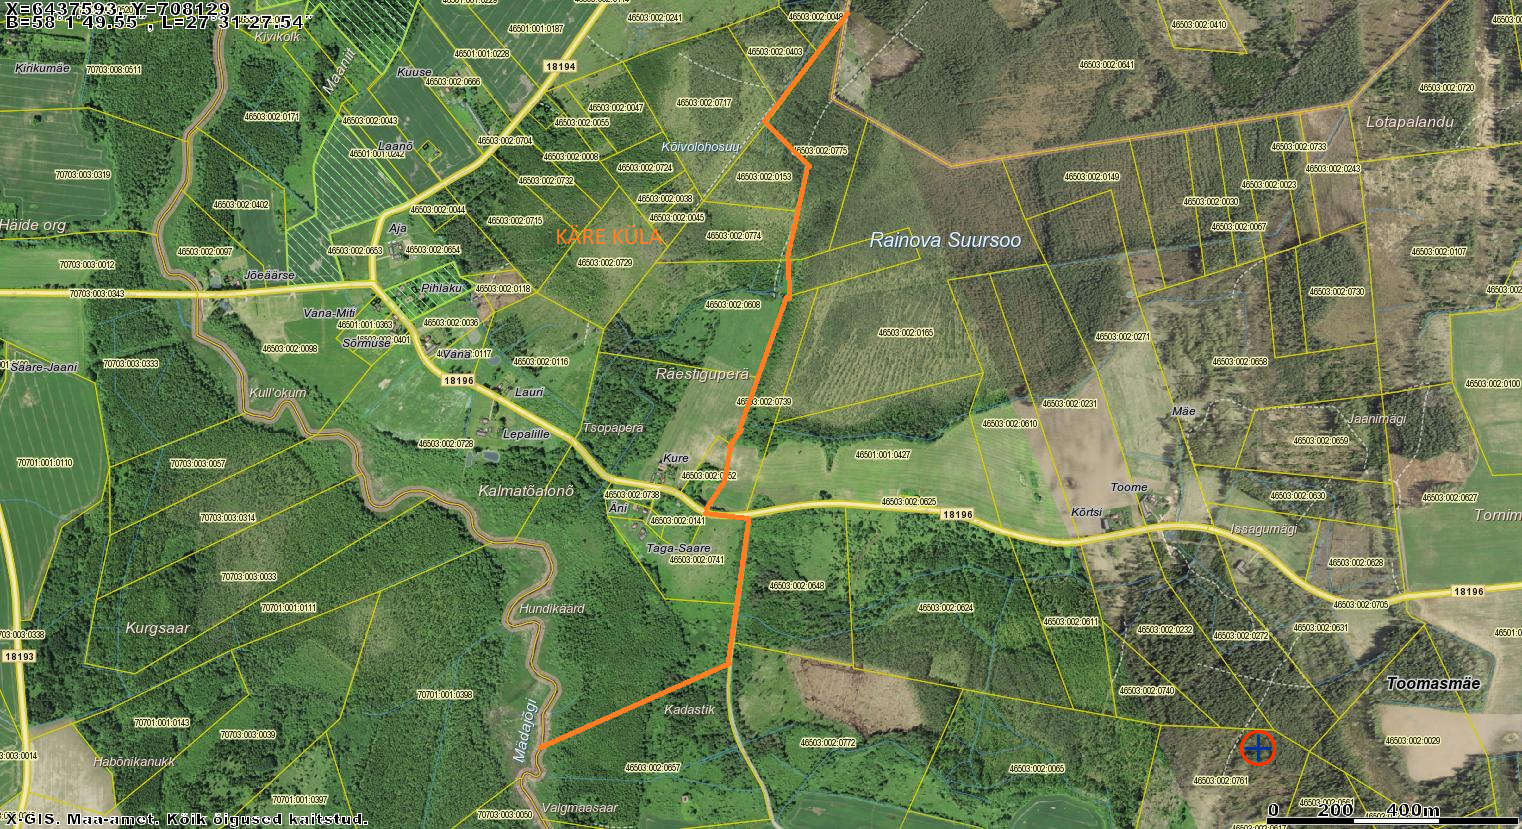 X=6437593, Y=708129
B=58°1'49.55", L=27°31'27.54"
46503:002:0241
46503:002:0048
46503:002:0410
Kivikolk
46501:001:0187
46501:001:0228
46503:002:0403
Kirikumäe
70703:008:0511
Maaniit
Kuuse
46503:002:0666
18194
46503:002:0641
46503:002:0720
46503:002:0717
46503:002:0047
46503:002:0171
46503:002:0043
46503:002:0055
Lotapalandu
Laanõ
46501:001:0242
46503:002:0704
Kõivolohosuu
46503:002:0775
46503:002:0733
46503:002:0008
46503:002:0724
46503:002:0243
70703:003:0319
46503:002:0732
46503:002:0153
46503:002:0149
46503:002:0023
46503:002:0402
46503:002:0044
46503:002:0038
46503:002:0030
Häide org
Aja
46503:002:0715
46503:002:0045
46503:002:0067
46503:002:0097
46503:002:0653
46503:002:0654
KÄRE KÜLA
46503:002:0774
Rainova Suursoo
46503:002:0107
70703:003:0012
46503:002:0729
Jõeäärse
70703:003:0343
Pihlaku
46503:002:0118
46503:002:0730
46503:002:0608
Vana-Miti
46501:001:0363
46503:002:0036
46503:002:0165
46503:002:0271
Sõrmuse
46503:002:0098
Vana
46503:002:0116
46503:002:0658
Saare-Jaani
70703:003:0333
18196
Räestiguperä
46503:002:0100
Kull'okum
Lauri
46503:002:0739
46503:002:0231
Mäe
Jaanimägi
Tsopaperä
46503:002:0610
Lepalille
46503:002:0728
46503:002:0659
70701:001:0110
70703:003:0057
Kure
46501:001:0427
Kalmatõalonõ
46503:002:0738
46503:002:0625
Toome
46503:002:0630
46503:002:0627
Ani
46503:002:0141
18196
Kõrtsi
Issagumägi
70703:003:0314
Taga-Saare
46503:002:0741
46503:002:0628
70703:003:0033
46503:002:0648
18196
70701:001:0111
Hundikäärd
46503:002:0624
46503:002:0705
Kurgsaar
46503:002:0611
46503:002:0232
46503:002:0272
46503:002:0631
18193
70701:001:0398
46503:002:0740
Toomasmäe
Kadastik
70701:001:0143
Mädajõgi
70703:003:0039
46503:002:0772
46503:002:0029
Habõnikanukk
46503:002:0657
46503:002:0065
46503:002:0761
70701:001:0397
Valgmaasaar
70703:003:0050
0 200 400m
X-GIS. Maa-amet. Kõik õigused kaitstud.